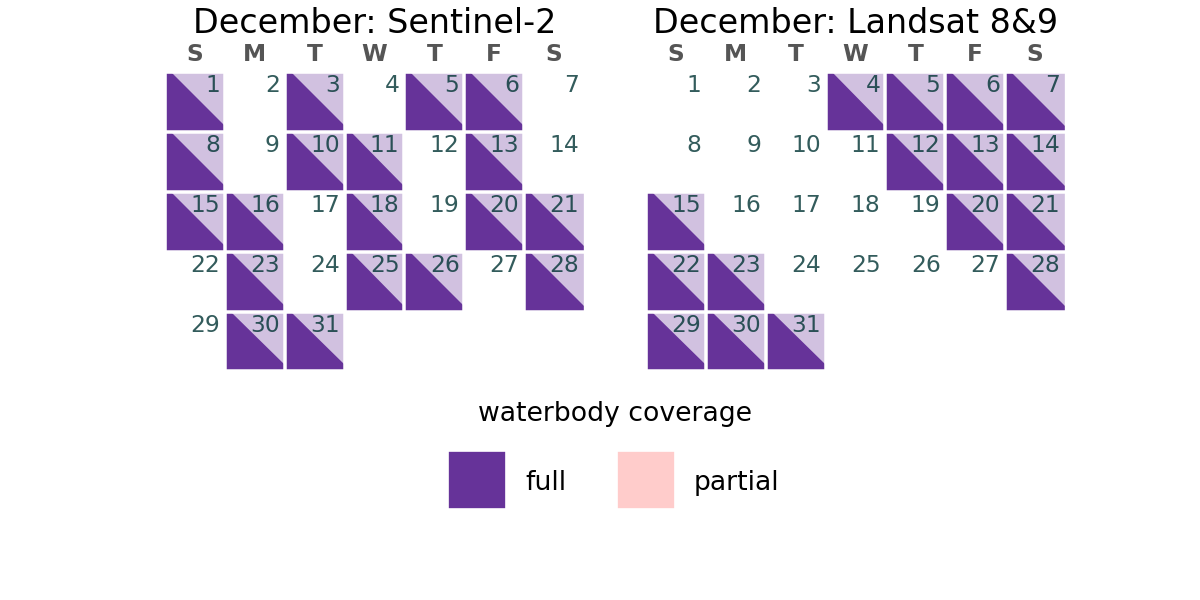 December: Sentinel-2
S M T W T F S
1 2 3 4 5 6 7
8 9 10 11 12 13 14
15 16 17 18 19 20 21
22 23 24 25 26 27 28
29 30 31
December: Landsat 8&9
S M T W T F S
1 2 3 4 5 6 7
8 9 10 11 12 13 14
15 16 17 18 19 20 21
22 23 24 25 26 27 28
29 30 31
waterbody coverage
full partial